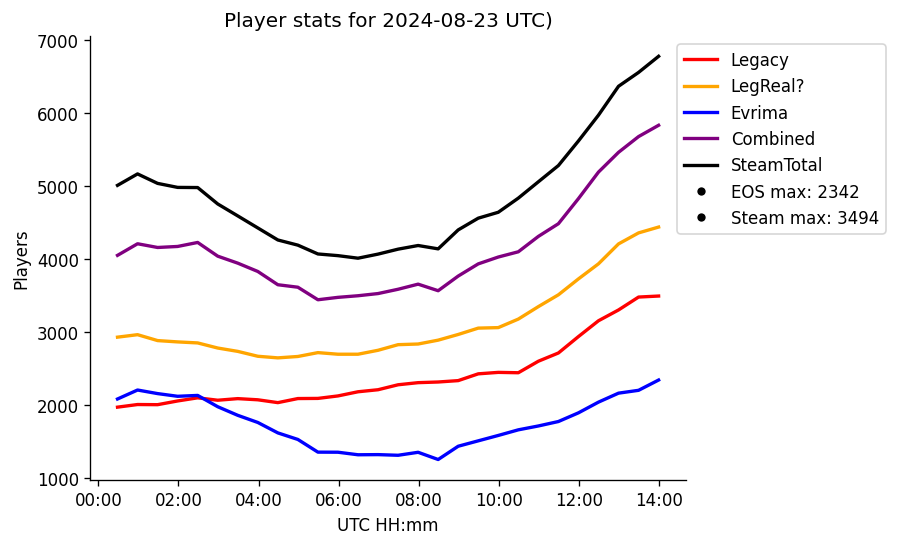 Player stats for 2024-08-23 UTC)
7000
6000
5000
4000
3000
2000
1000
Players
00:00 02:00 04:00 06:00 08:00 10:00 12:00 14:00
UTC HH:mm
Legacy
LegReal?
Evrima
Combined
SteamTotal
EOS max: 2342
Steam max: 3494